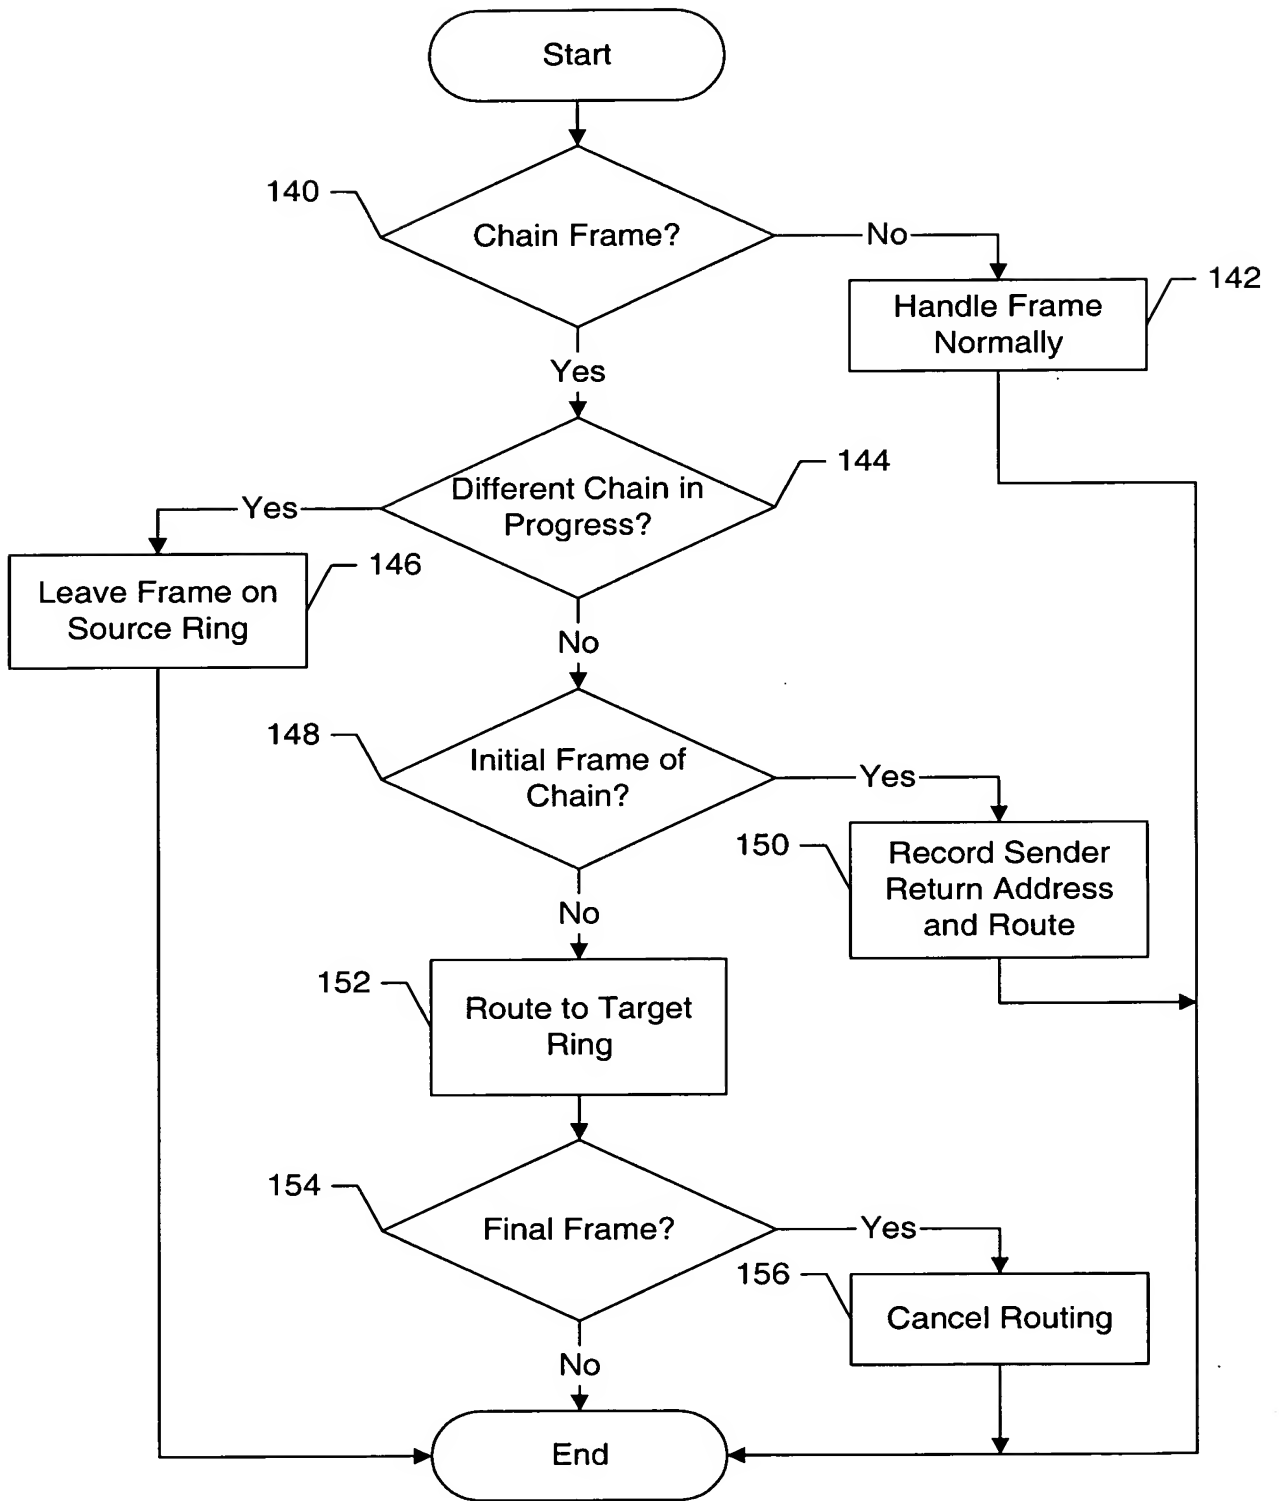 Start
140
Chain Frame?
No
142
Handle Frame
Normally
Yes
144
Different Chain in
Progress?
Yes
146
Leave Frame on
Source Ring
No
148
Initial Frame of
Chain?
Yes
150
Record Sender
Return Address
and Route
No
152
Route to Target
Ring
154
Final Frame?
Yes
156
Cancel Routing
No
End